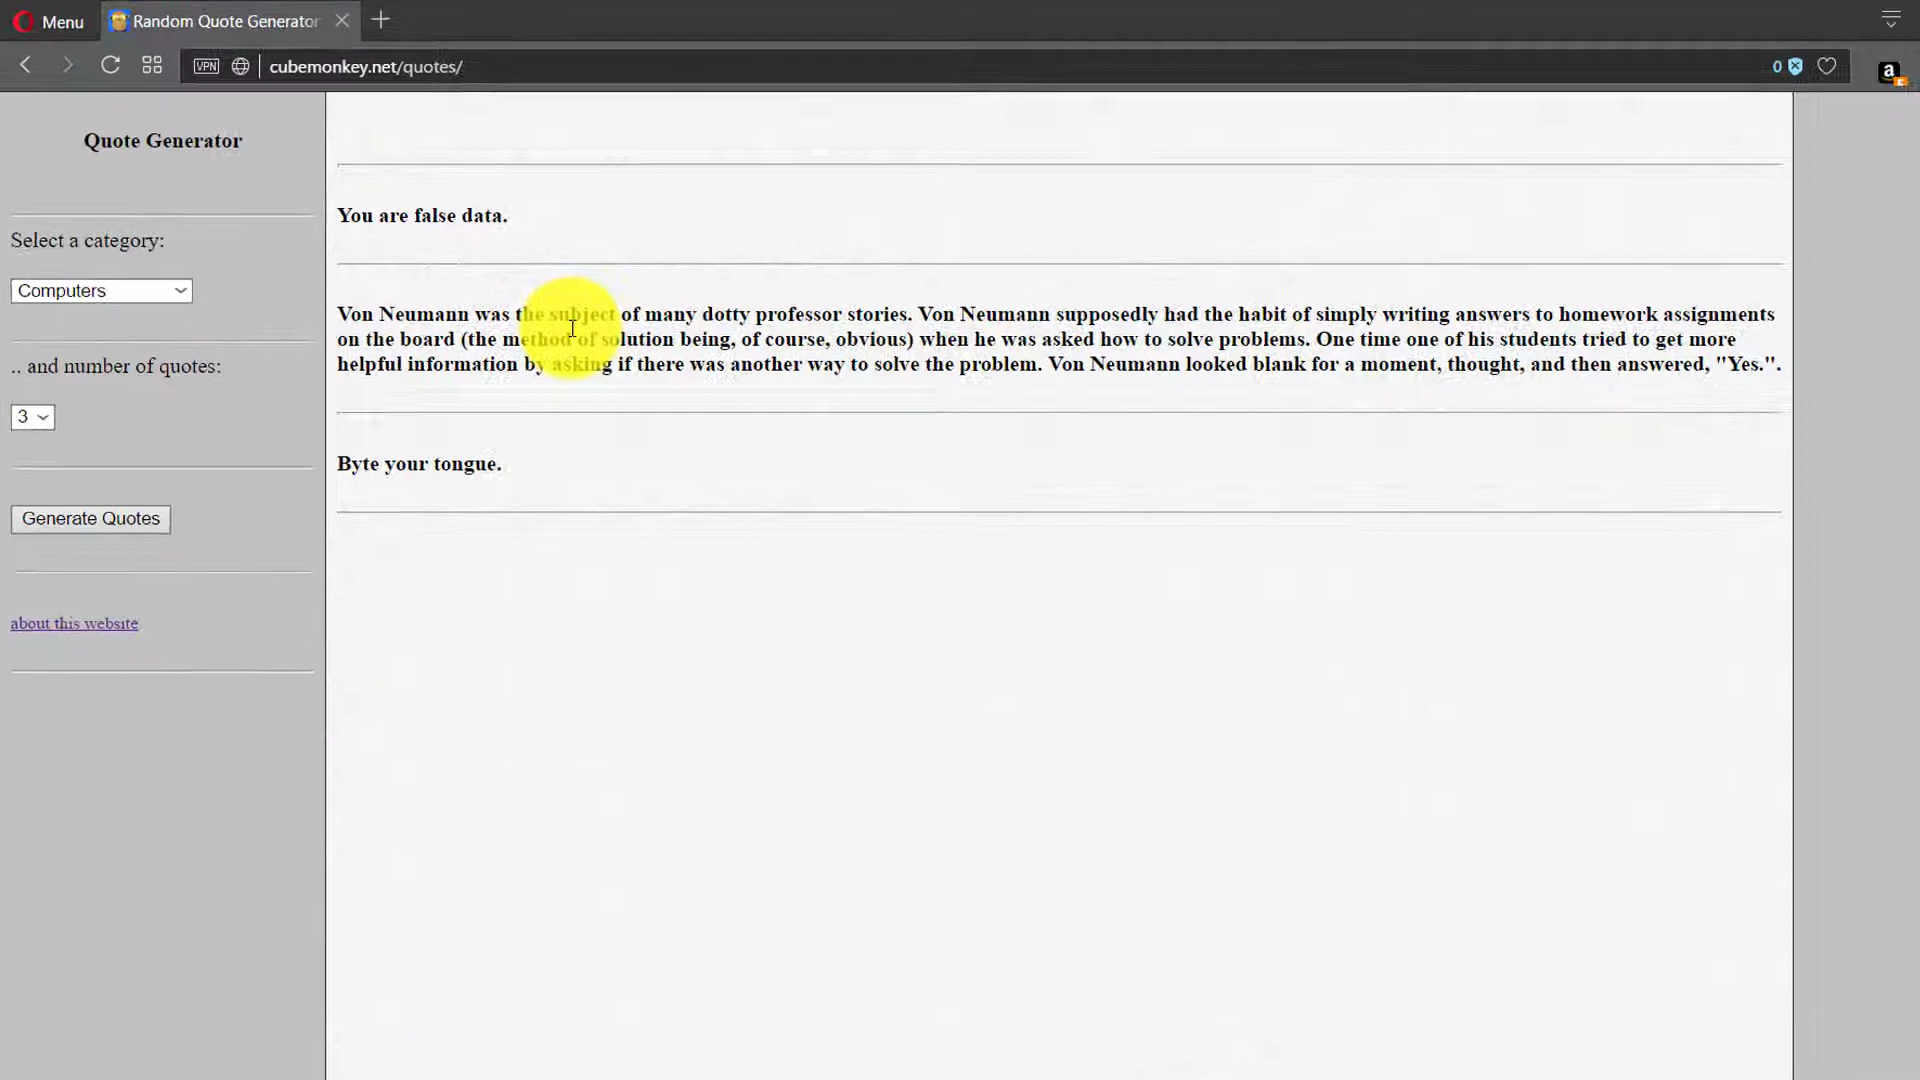 Menu
Random Quote Generator
VPN
cubemonkey.net/quotes/
0
a
Quote Generator
Select a category:
Computers
.. and number of quotes:
3
Generate Quotes
about this website
You are false data.
Von Neumann was the subject of many dotty professor stories. Von Neumann supposedly had the habit of simply writing answers to homework assignments
on the board (the method of solution being, of course, obvious) when he was asked how to solve problems. One time one of his students tried to get more
helpful information by asking if there was another way to solve the problem. Von Neumann looked blank for a moment, thought, and then answered, "Yes.".
Byte your tongue.